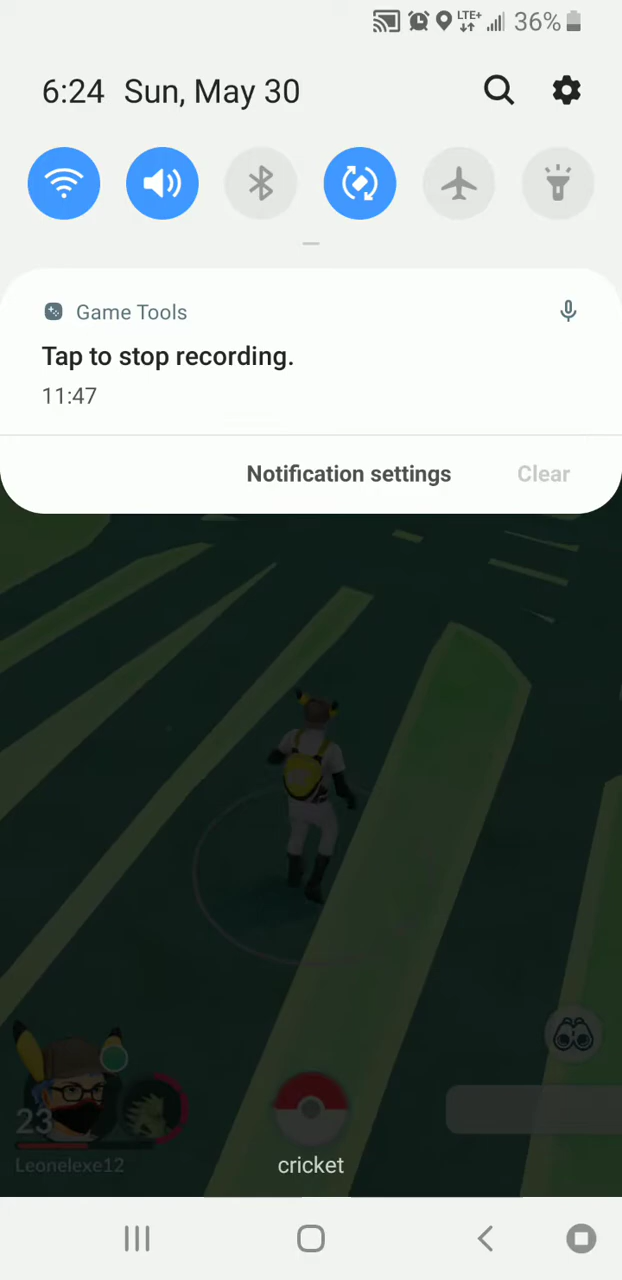 LTE+ 36%
6:24 Sun, May 30
Game Tools
Tap to stop recording.
11:47
Notification settings Clear
23
Leonelexe12
cricket